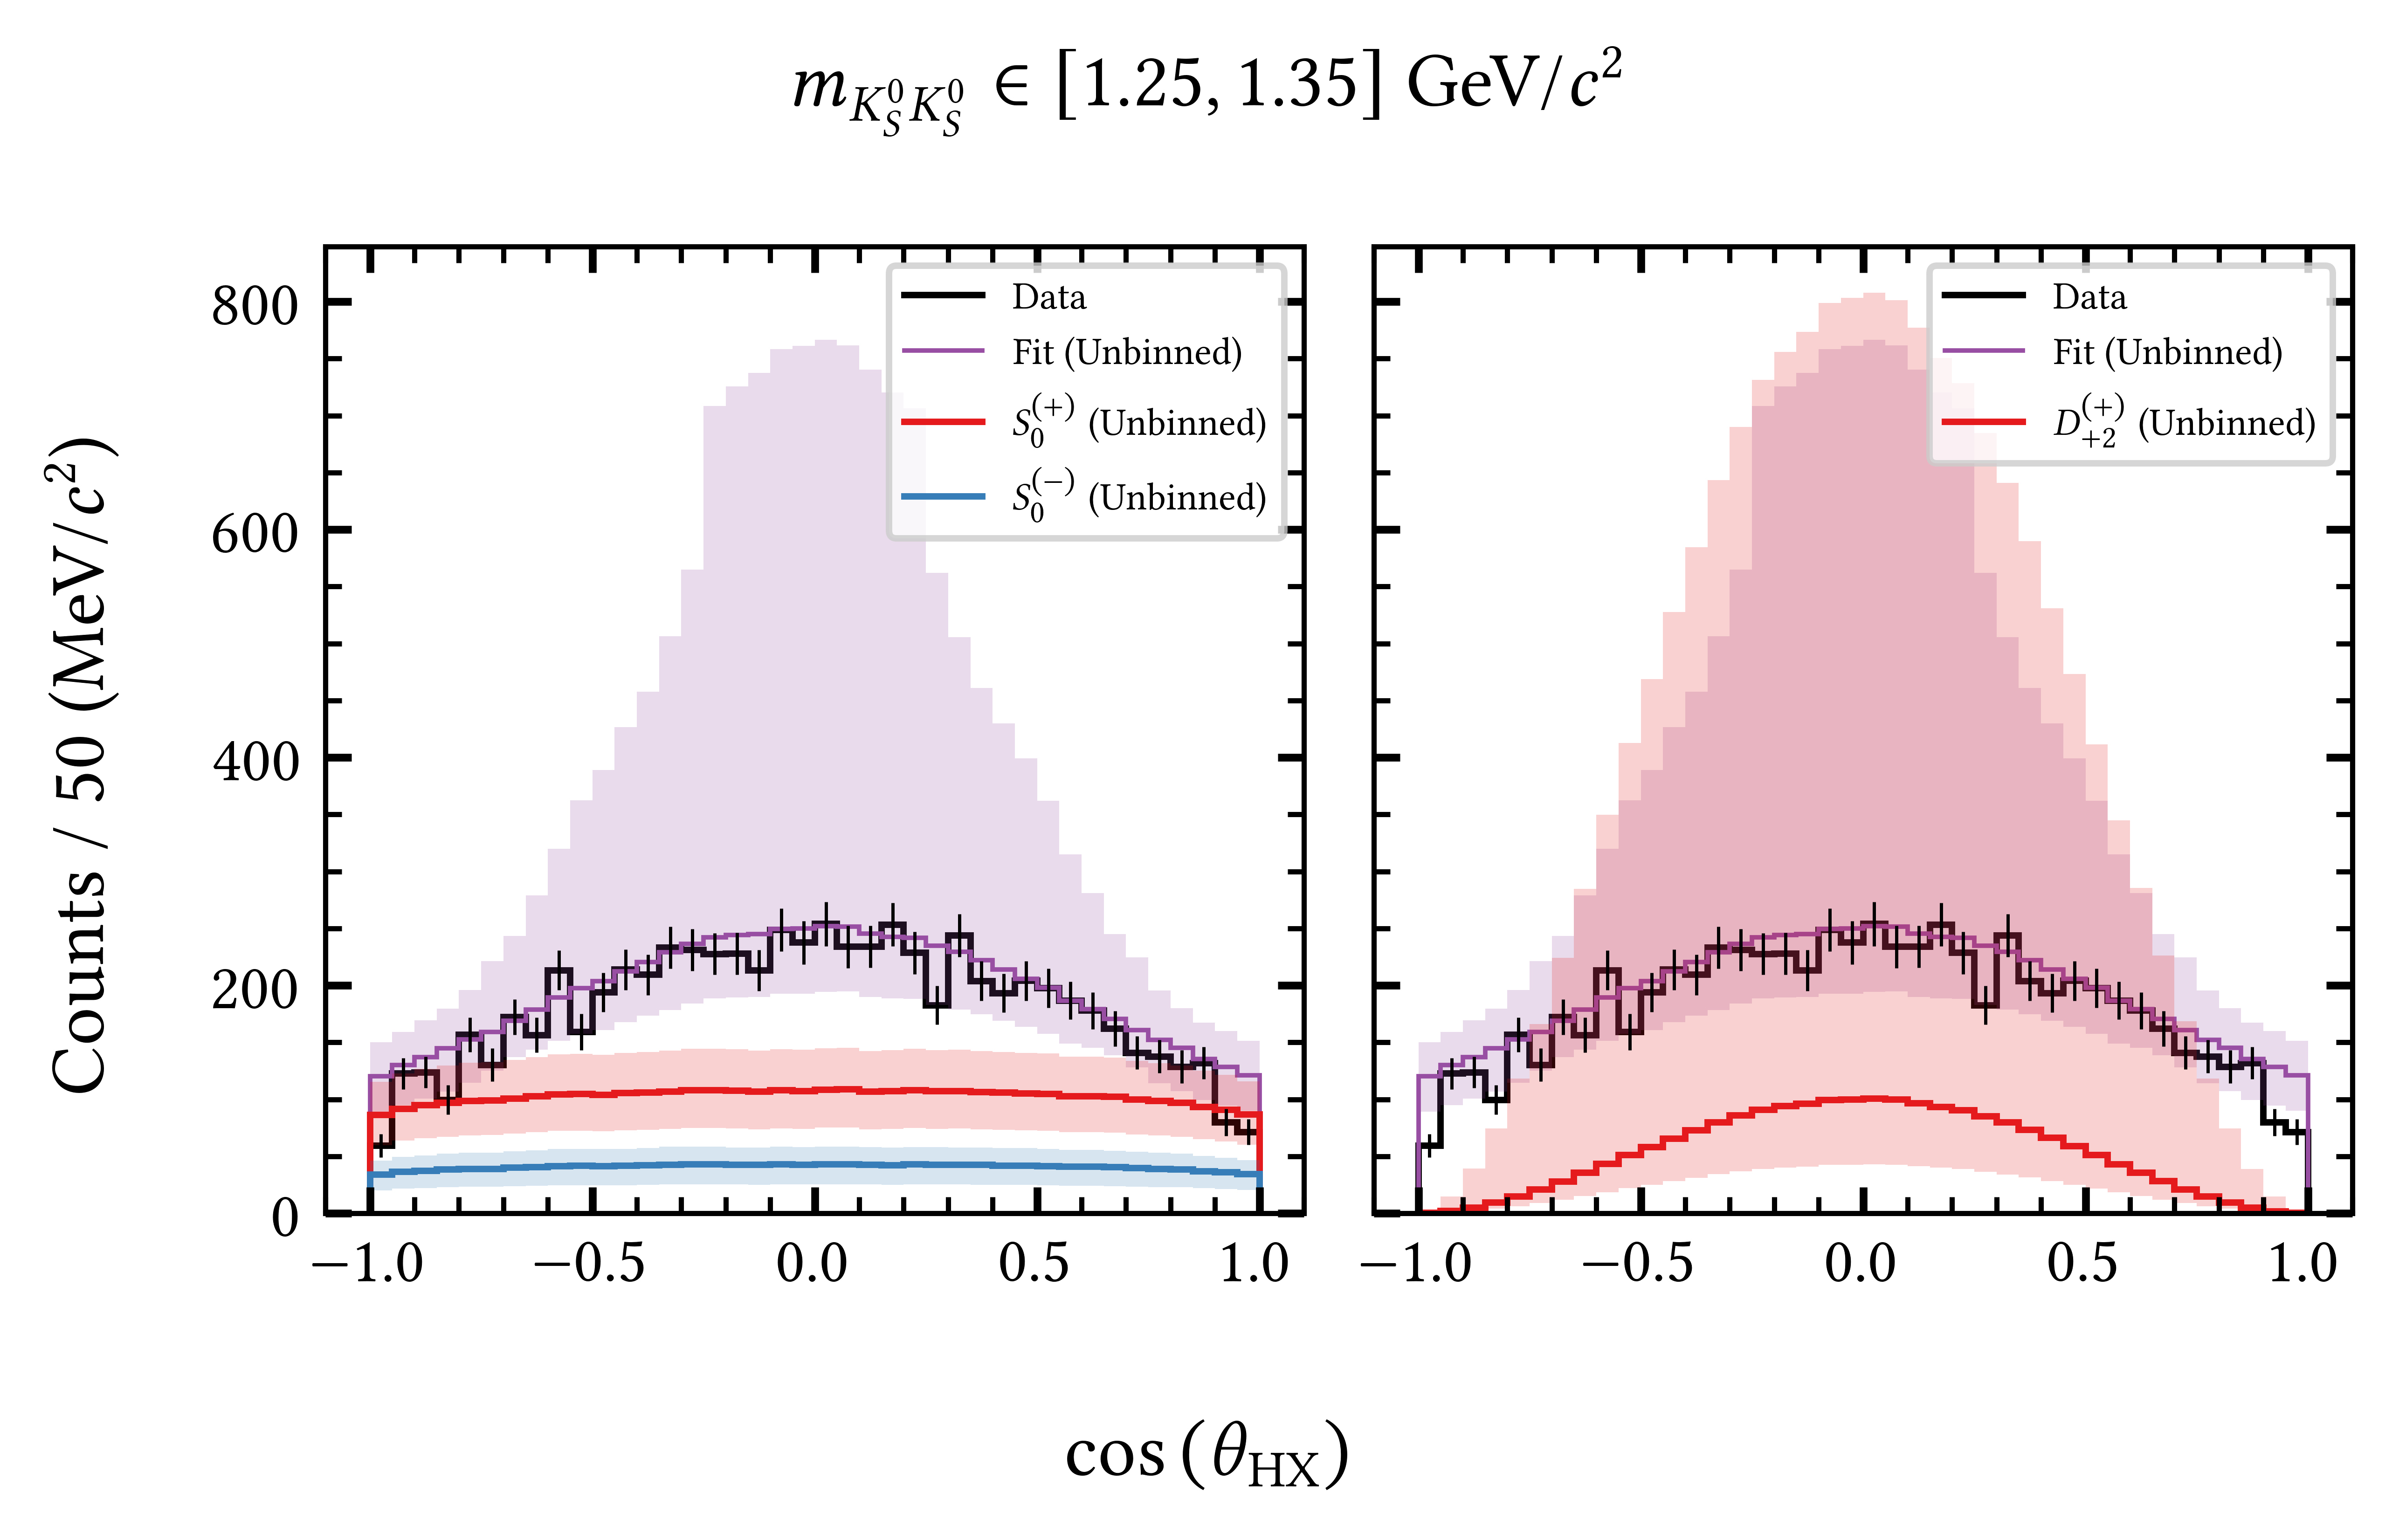 m_{K_S^0 K_S^0} ∈ [1.25, 1.35] GeV/c²
Counts / 50 (MeV/c²)
800
600
400
200
0
Data
Fit (Unbinned)
S_0^{(+)} (Unbinned)
S_0^{(−)} (Unbinned)
−1.0 −0.5 0.0 0.5 1.0
Data
Fit (Unbinned)
D_{+2}^{(+)} (Unbinned)
−1.0 −0.5 0.0 0.5 1.0
cos (θ_{HX})